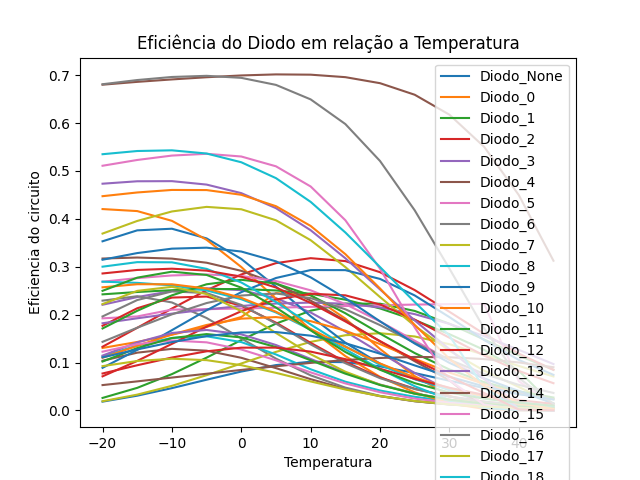 Eficiência do Diodo em relação a Temperatura
0.7
0.6
0.5
0.4
0.3
0.2
0.1
0.0
Eficiencia do circuito
−20
−10
0
10
20
30
40
Temperatura
Diodo_None
Diodo_0
Diodo_1
Diodo_2
Diodo_3
Diodo_4
Diodo_5
Diodo_6
Diodo_7
Diodo_8
Diodo_9
Diodo_10
Diodo_11
Diodo_12
Diodo_13
Diodo_14
Diodo_15
Diodo_16
Diodo_17
Diodo_18